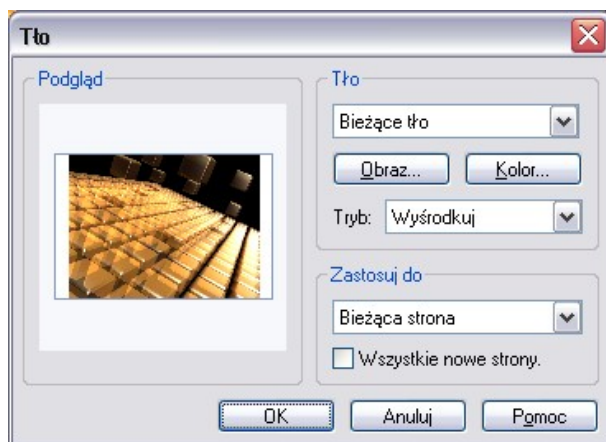 Tło
Podgląd
Tło
Bieżące tło
Obraz...
Kolor...
Tryb: Wyśrodkuj
Zastosuj do
Bieżąca strona
Wszystkie nowe strony.
OK
Anuluj
Pomoc